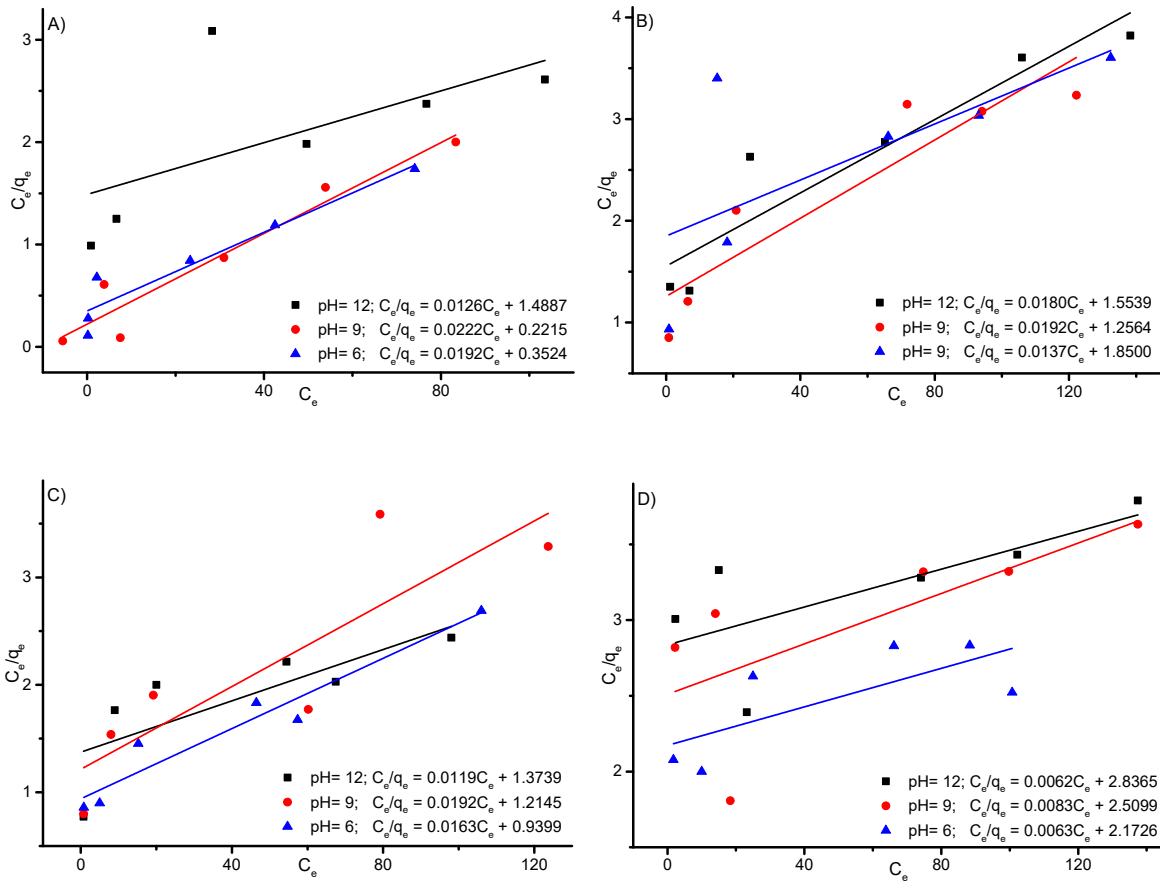 A)
3
2
1
0
C_e/q_e
pH= 12; C_e/q_e = 0.0126C_e + 1.4887
pH= 9; C_e/q_e = 0.0222C_e + 0.2215
pH= 6; C_e/q_e = 0.0192C_e + 0.3524
0 40 80
C_e
B)
4
3
2
1
C_e/q_e
pH= 12; C_e/q_e = 0.0180C_e + 1.5539
pH= 9; C_e/q_e = 0.0192C_e + 1.2564
pH= 9; C_e/q_e = 0.0137C_e + 1.8500
0 40 80 120
C_e
C)
3
2
1
C_e/q_e
pH= 12; C_e/q_e = 0.0119C_e + 1.3739
pH= 9; C_e/q_e = 0.0192C_e + 1.2145
pH= 6; C_e/q_e = 0.0163C_e + 0.9399
0 40 80 120
C_e
D)
3
2
C_e/q_e
pH= 12; C_e/q_e = 0.0062C_e + 2.8365
pH= 9; C_e/q_e = 0.0083C_e + 2.5099
pH= 6; C_e/q_e = 0.0063C_e + 2.1726
0 40 80 120
C_e